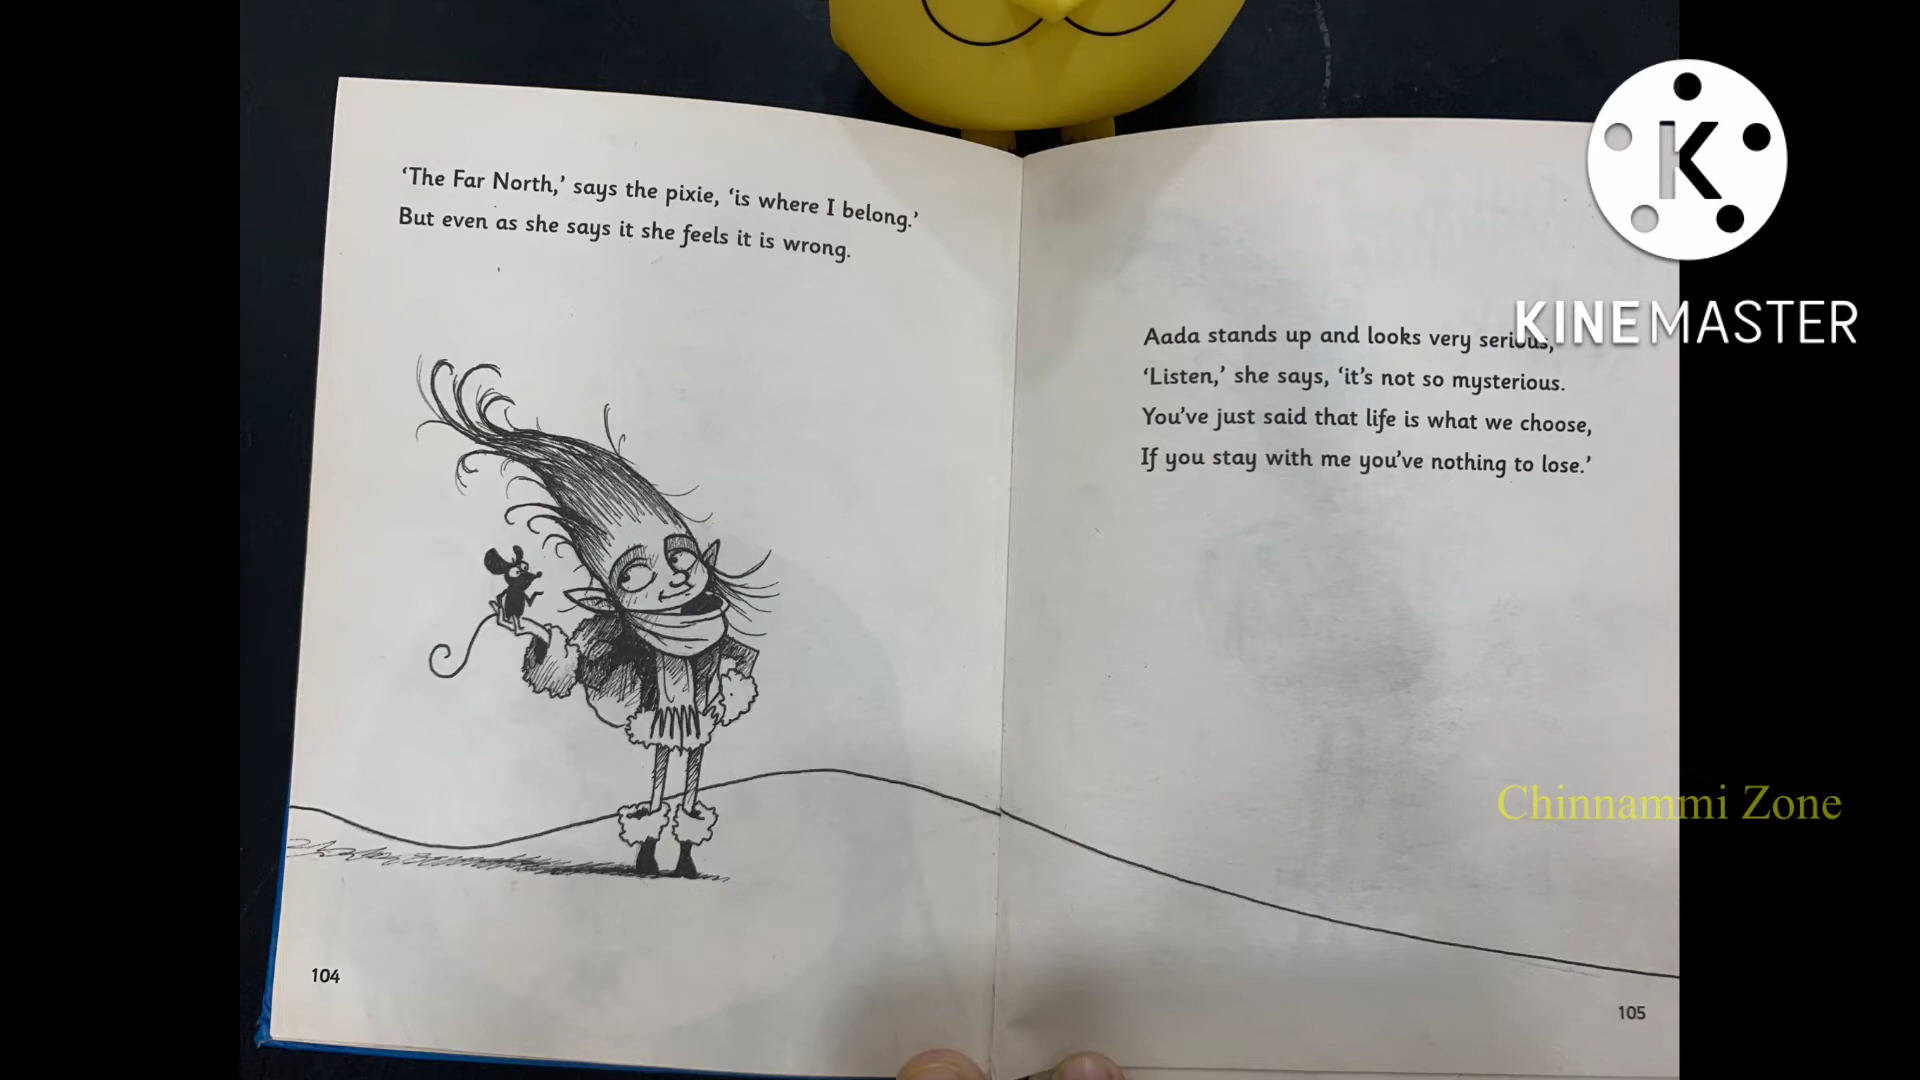 ‘The Far North,’ says the pixie, ‘is where I belong.’
But even as she says it she feels it is wrong.
104
Aada stands up and looks very serious,
‘Listen,’ she says, ‘it’s not so mysterious.
You’ve just said that life is what we choose,
If you stay with me you’ve nothing to lose.’
105
K
KINEMASTER
Chinnammi Zone